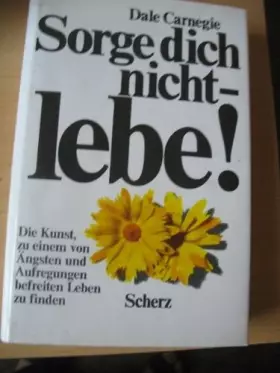 Dale Carnegie
Sorge dich
nicht-
lebe!
Die Kunst,
zu einem von
Ängsten und
Aufregungen
befreiten Leben
zu finden
Scherz